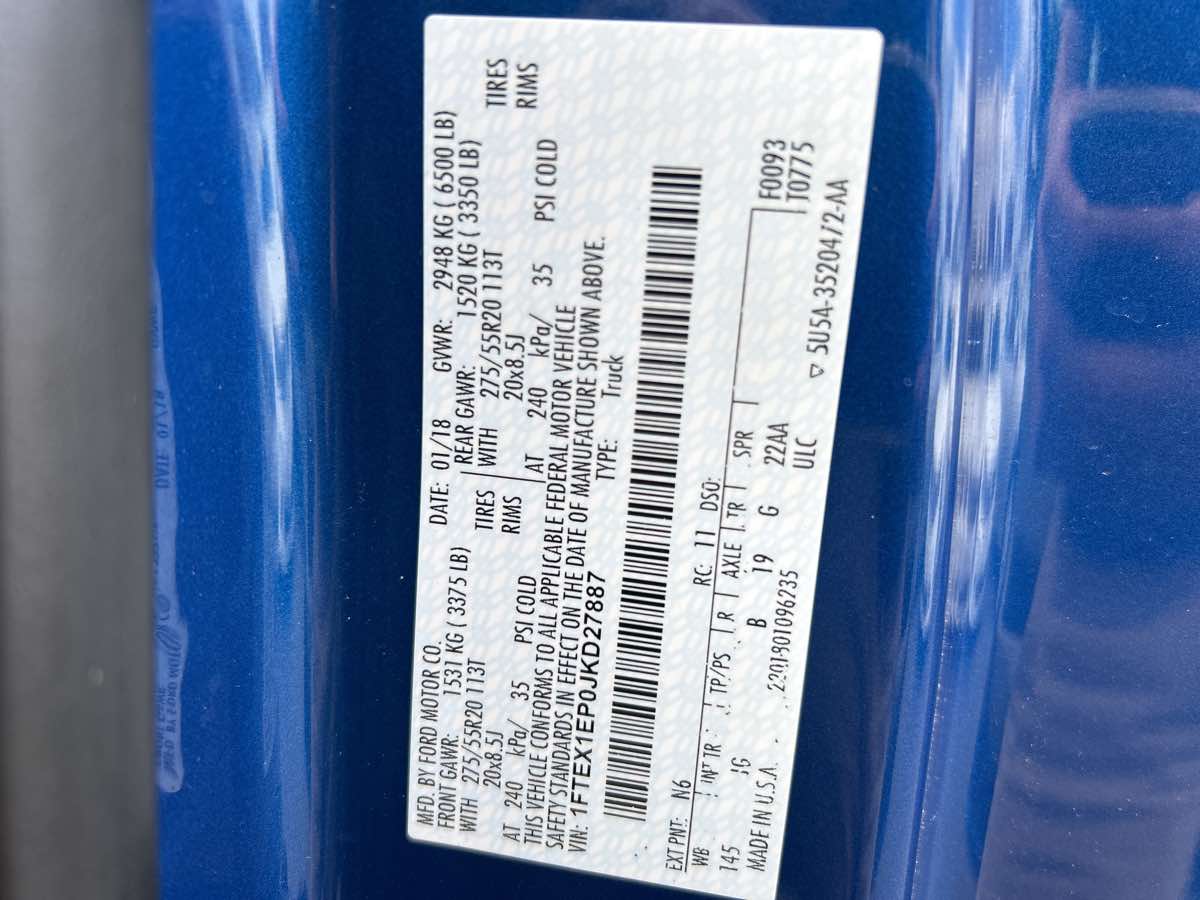 MFD. BY FORD MOTOR CO.
DATE: 01/18 GVWR: 2948 KG ( 6500 LB)
FRONT GAWR: 1531 KG ( 3375 LB) REAR GAWR: 1520 KG ( 3350 LB)
WITH 275/55R20 113T TIRES WITH 275/55R20 113T TIRES
20x8.5J RIMS 20x8.5J RIMS
AT 240 kPa/ 35 PSI COLD AT 240 kPa/ 35 PSI COLD
THIS VEHICLE CONFORMS TO ALL APPLICABLE FEDERAL MOTOR VEHICLE
SAFETY STANDARDS IN EFFECT ON THE DATE OF MANUFACTURE SHOWN ABOVE.
VIN: 1FTEX1EP0JKD27887 TYPE: Truck
EXT PNT: N6 RC: 11 DSO: F0093
WB INT TR TP/PS R AXLE TR SPR T0775
145 G B 19 G 22AA
MADE IN U.S.A. 2201801096235 ULC
5U5A-3520472-AA